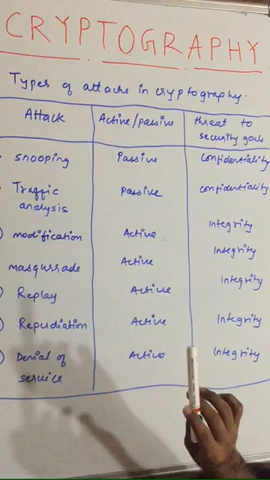 CRYPTOGRAPHY
Types of attacks in cryptography.
Attack Active/passive threat to
security goals
snooping Passive Confidentiality
Traffic passive confidentiality
analysis
modification Active Integrity
masqurrade Active Integrity
Replay Active Integrity
Repudiation Active Integrity
Denial of Active Integrity
service